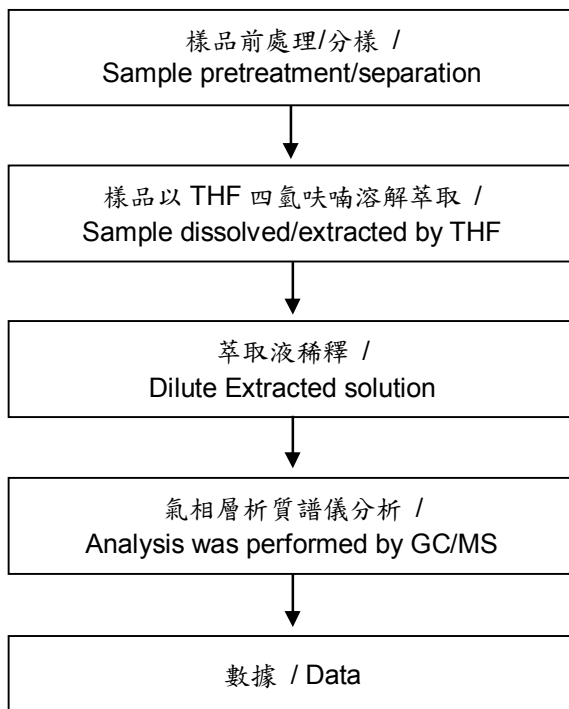 樣品前處理/分樣 /
Sample pretreatment/separation
樣品以 THF 四氫呋喃溶解萃取 /
Sample dissolved/extracted by THF
萃取液稀釋 /
Dilute Extracted solution
氣相層析質譜儀分析 /
Analysis was performed by GC/MS
數據 / Data